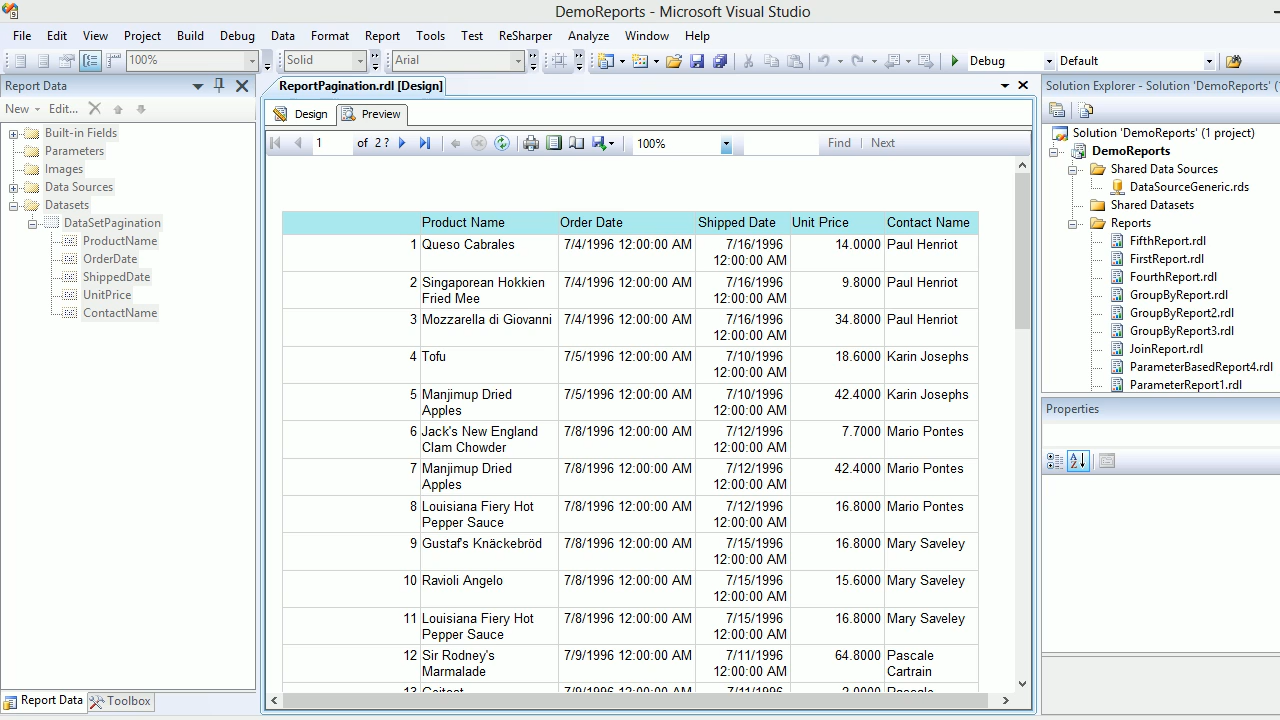 DemoReports - Microsoft Visual Studio
File Edit View Project Build Debug Data Format Report Tools Test ReSharper Analyze Window Help
100% Solid Arial Debug Default
Report Data
New Edit...
Built-in Fields
Parameters
Images
Data Sources
Datasets
DataSetPagination
ProductName
OrderDate
ShippedDate
UnitPrice
ContactName
Report Data Toolbox
ReportPagination.rdl [Design]
Design Preview
1 of 2 ? 100% Find Next
Product Name Order Date Shipped Date Unit Price Contact Name
1 Queso Cabrales 7/4/1996 12:00:00 AM 7/16/1996 14.0000 Paul Henriot
12:00:00 AM
2 Singaporean Hokkien 7/4/1996 12:00:00 AM 7/16/1996 9.8000 Paul Henriot
Fried Mee 12:00:00 AM
3 Mozzarella di Giovanni 7/4/1996 12:00:00 AM 7/16/1996 34.8000 Paul Henriot
12:00:00 AM
4 Tofu 7/5/1996 12:00:00 AM 7/10/1996 18.6000 Karin Josephs
12:00:00 AM
5 Manjimup Dried 7/5/1996 12:00:00 AM 7/10/1996 42.4000 Karin Josephs
Apples 12:00:00 AM
6 Jack's New England 7/8/1996 12:00:00 AM 7/12/1996 7.7000 Mario Pontes
Clam Chowder 12:00:00 AM
7 Manjimup Dried 7/8/1996 12:00:00 AM 7/12/1996 42.4000 Mario Pontes
Apples 12:00:00 AM
8 Louisiana Fiery Hot 7/8/1996 12:00:00 AM 7/12/1996 16.8000 Mario Pontes
Pepper Sauce 12:00:00 AM
9 Gustaf's Knäckebröd 7/8/1996 12:00:00 AM 7/15/1996 16.8000 Mary Saveley
12:00:00 AM
10 Ravioli Angelo 7/8/1996 12:00:00 AM 7/15/1996 15.6000 Mary Saveley
12:00:00 AM
11 Louisiana Fiery Hot 7/8/1996 12:00:00 AM 7/15/1996 16.8000 Mary Saveley
Pepper Sauce 12:00:00 AM
12 Sir Rodney's 7/9/1996 12:00:00 AM 7/11/1996 64.8000 Pascale
Marmalade 12:00:00 AM Cartrain
Solution Explorer - Solution 'DemoReports' (1
Solution 'DemoReports' (1 project)
DemoReports
Shared Data Sources
DataSourceGeneric.rds
Shared Datasets
Reports
FifthReport.rdl
FirstReport.rdl
FourthReport.rdl
GroupByReport.rdl
GroupByReport2.rdl
GroupByReport3.rdl
JoinReport.rdl
ParameterBasedReport4.rdl
ParameterReport1.rdl
Properties